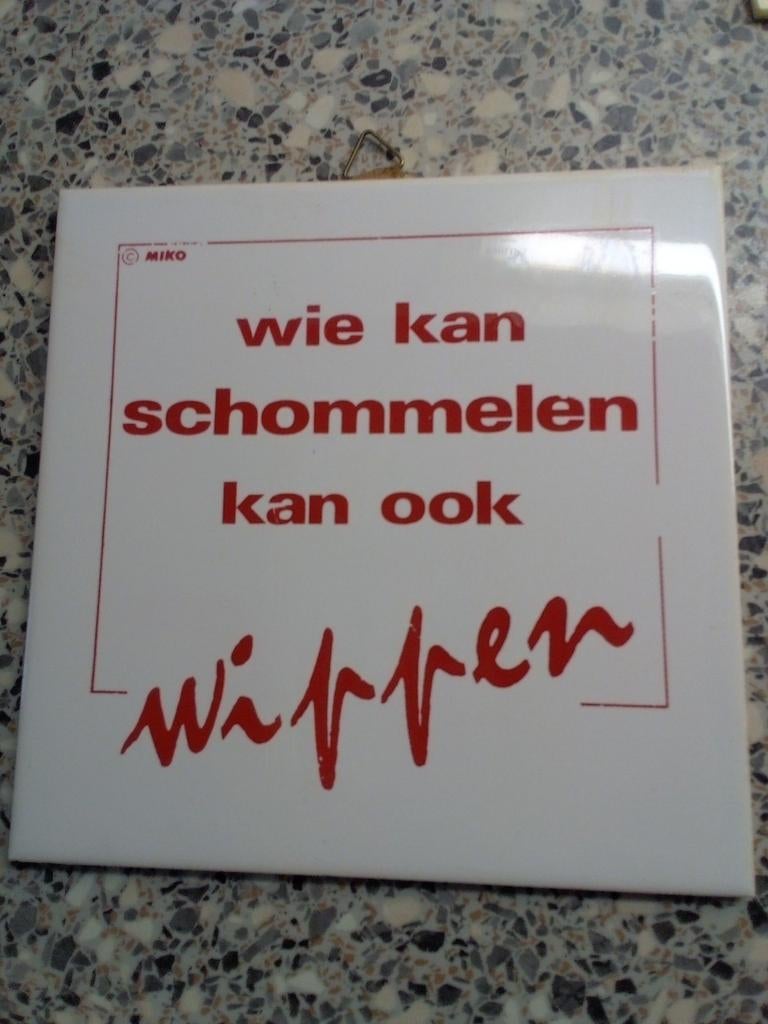 © MIKO
wie kan
schommelen
kan ook
wippen